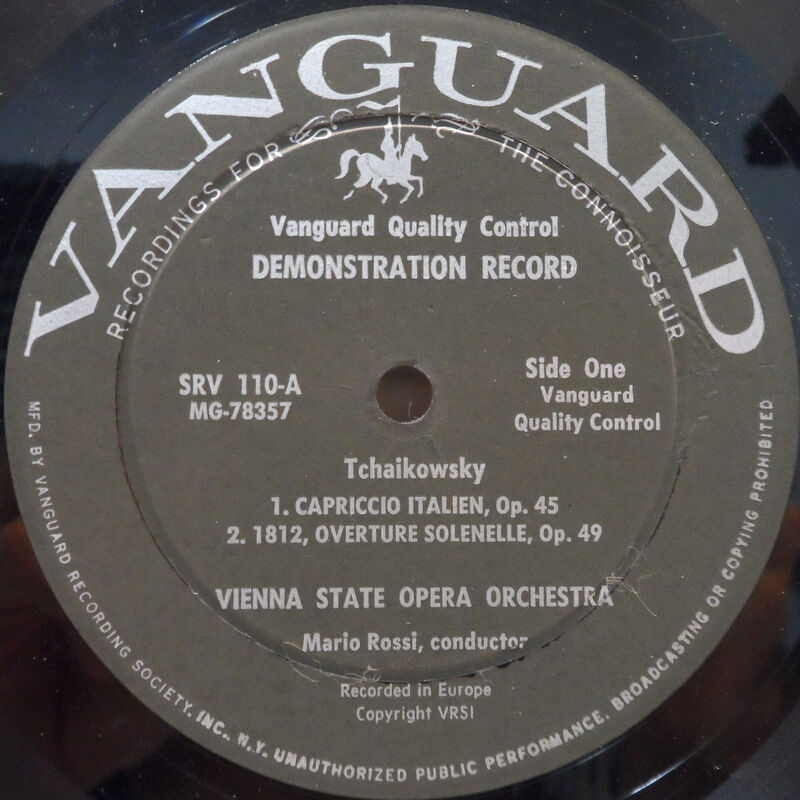 VANGUARD
RECORDINGS FOR THE CONNOISSEUR
Vanguard Quality Control
DEMONSTRATION RECORD
SRV 110-A
MG-78357
Side One
Vanguard
Quality Control
Tchaikowsky
1. CAPRICCIO ITALIEN, Op. 45
2. 1812, OVERTURE SOLENELLE, Op. 49
VIENNA STATE OPERA ORCHESTRA
Mario Rossi, conductor
Recorded in Europe
Copyright VRSI
MFD. BY VANGUARD RECORDING SOCIETY, INC., N.Y. UNAUTHORIZED PUBLIC PERFORMANCE, BROADCASTING OR COPYING PROHIBITED